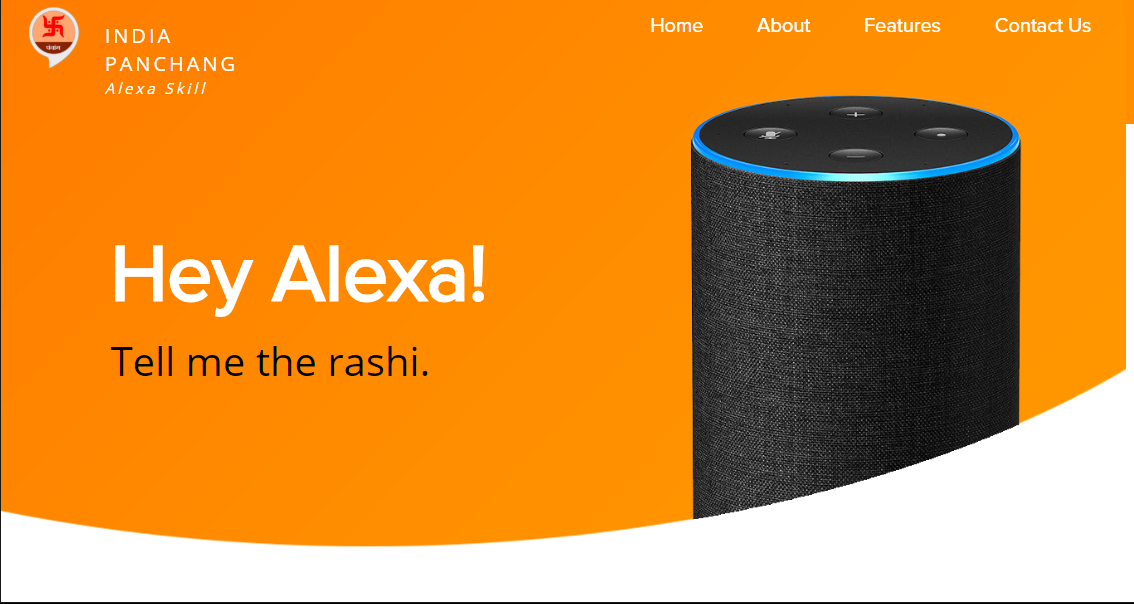 INDIA
PANCHANG
Alexa Skill
Home About Features Contact Us
Hey Alexa!
Tell me the rashi.